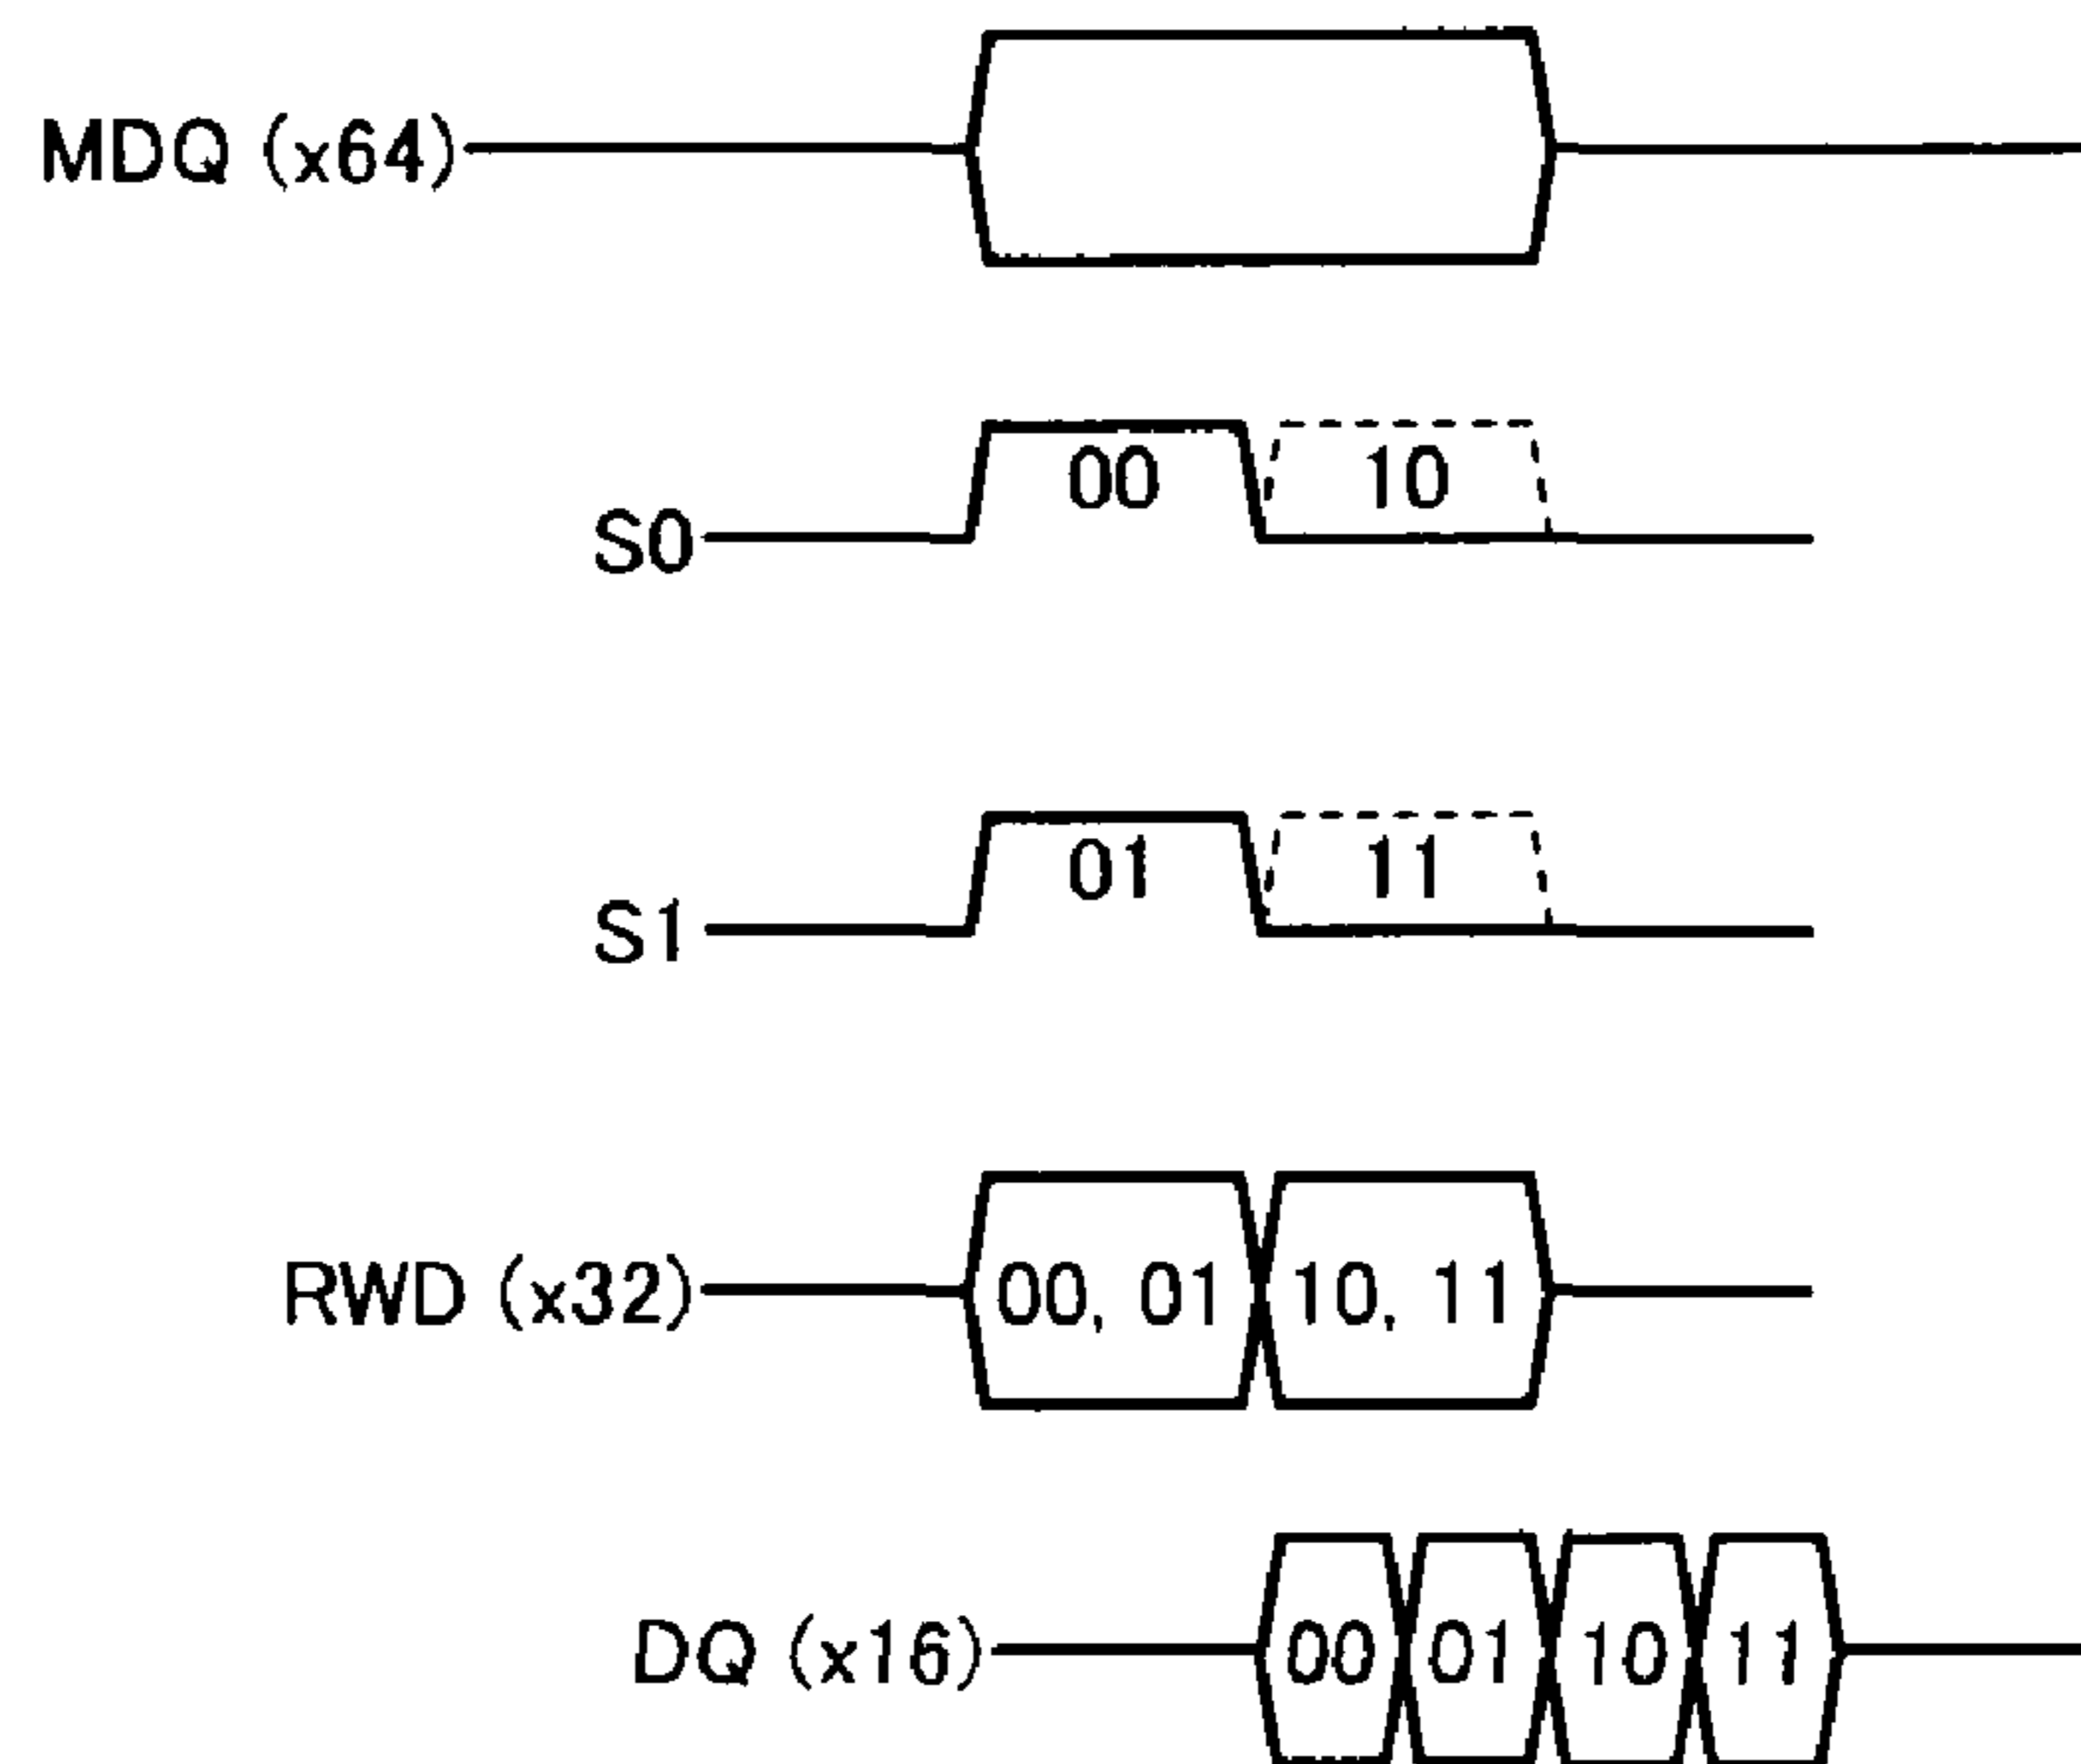 MDQ (x64)
00 10
S0
01 11
S1
RWD (x32) 00, 01 10, 11
DQ (x16) 00 01 10 11